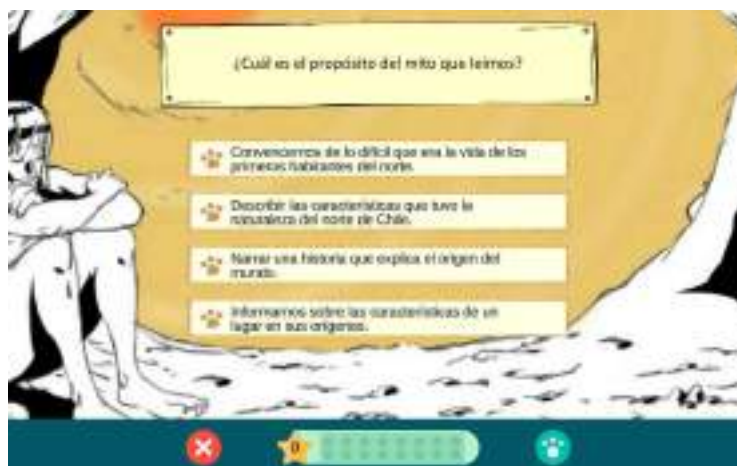 ¿Cuál es el propósito del mito que leímos?
Convencernos de lo difícil que era la vida de los
primeros habitantes del norte.
Describir las características que tuvo la
naturaleza del norte de Chile.
Narrar una historia que explica el origen del
mundo.
Informarnos sobre las características de un
lugar en sus orígenes.
0